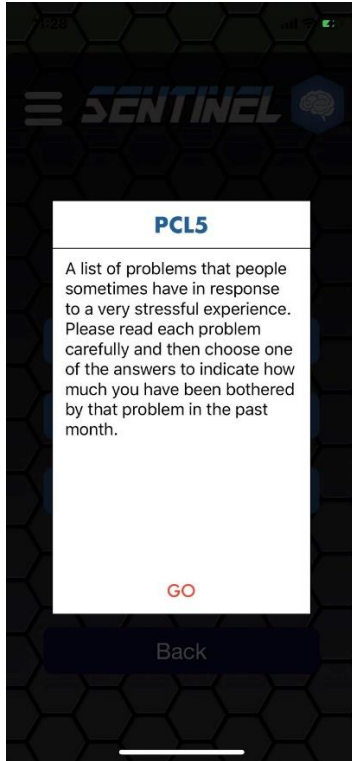 11:28
SENTINEL
PCL5
A list of problems that people
sometimes have in response
to a very stressful experience.
Please read each problem
carefully and then choose one
of the answers to indicate how
much you have been bothered
by that problem in the past
month.
GO
Back